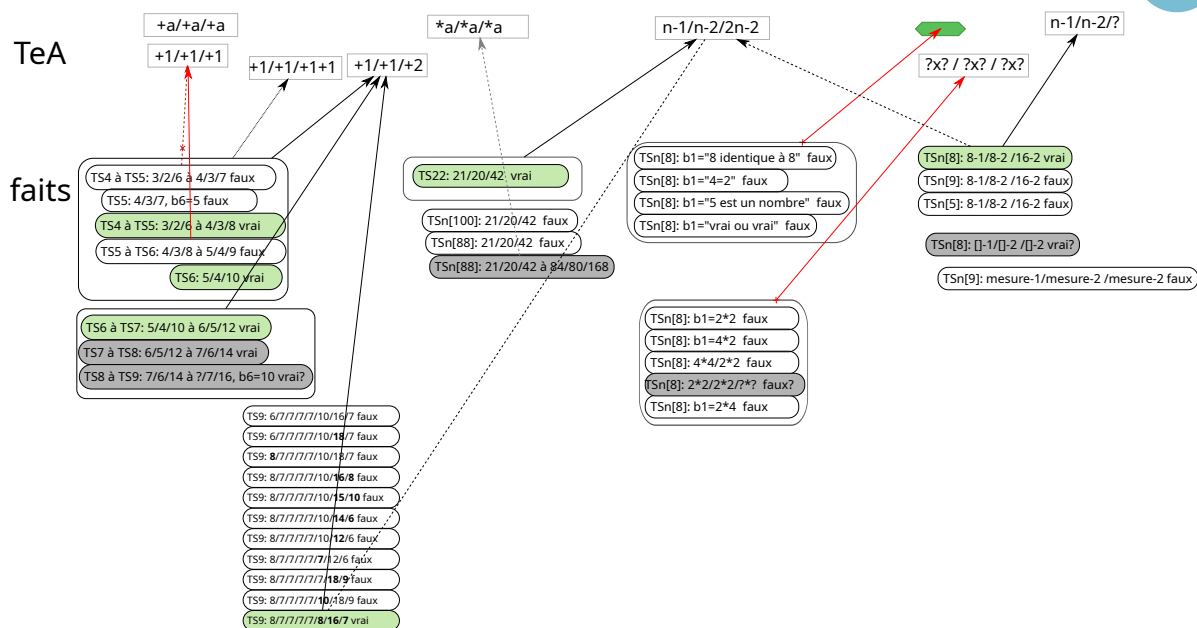 +a/+a/+a
*a/*a/*a
n-1/n-2/2n-2
n-1/n-2/?
TeA
+1/+1/+1
+1/+1/+1+1
+1/+1/+2
?x? / ?x? / ?x?
faits
TS4 à TS5: 3/2/6 à 4/3/7 faux
TS5: 4/3/7, b6=5 faux
TS4 à TS5: 3/2/6 à 4/3/8 vrai
TS5 à TS6: 4/3/8 à 5/4/9 faux
TS6: 5/4/10 vrai
TS6 à TS7: 5/4/10 à 6/5/12 vrai
TS7 à TS8: 6/5/12 à 7/6/14 vrai
TS8 à TS9: 7/6/14 à ?/7/16, b6=10 vrai?
TS9: 6/7/7/7/7/10/16/7 faux
TS9: 6/7/7/7/7/10/18/7 faux
TS9: 8/7/7/7/7/10/18/7 faux
TS9: 8/7/7/7/7/10/16/8 faux
TS9: 8/7/7/7/7/10/15/10 faux
TS9: 8/7/7/7/7/10/14/6 faux
TS9: 8/7/7/7/7/10/12/6 faux
TS9: 8/7/7/7/7/7/12/6 faux
TS9: 8/7/7/7/7/7/18/9 faux
TS9: 8/7/7/7/7/10/18/9 faux
TS9: 8/7/7/7/7/8/16/7 vrai
TS22: 21/20/42 vrai
TSn[100]: 21/20/42 faux
TSn[88]: 21/20/42 faux
TSn[88]: 21/20/42 à 84/80/168
TSn[8]: b1="8 identique à 8" faux
TSn[8]: b1="4=2" faux
TSn[8]: b1="5 est un nombre" faux
TSn[8]: b1="vrai ou vrai" faux
TSn[8]: b1=2*2 faux
TSn[8]: b1=4*2 faux
TSn[8]: 4*4/2*2 faux
TSn[8]: 2*2/2*2/?*? faux?
TSn[8]: b1=2*4 faux
TSn[8]: 8-1/8-2 /16-2 vrai
TSn[9]: 8-1/8-2 /16-2 faux
TSn[5]: 8-1/8-2 /16-2 faux
TSn[8]: []-1/[]-2 /[]-2 vrai?
TSn[9]: mesure-1/mesure-2 /mesure-2 faux